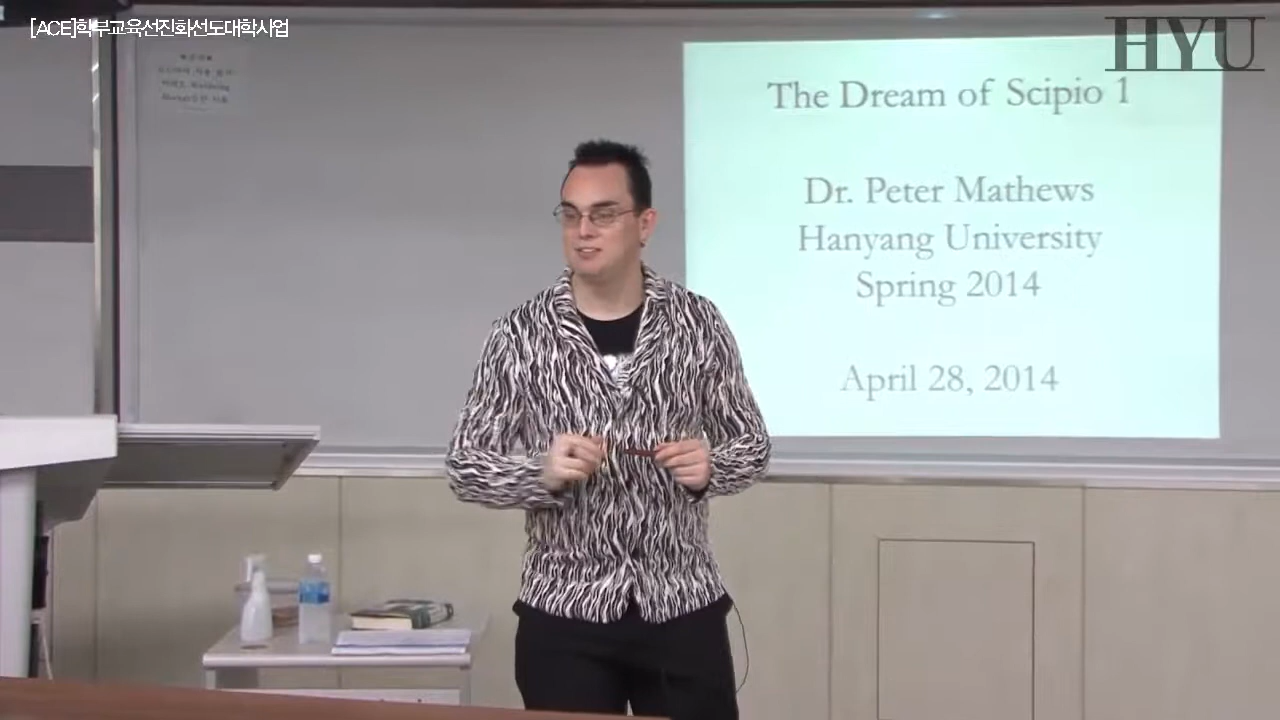 [ACE]학부교육선진화선도대학사업
HYU
The Dream of Scipio 1
Dr. Peter Mathews
Hanyang University
Spring 2014
April 28, 2014